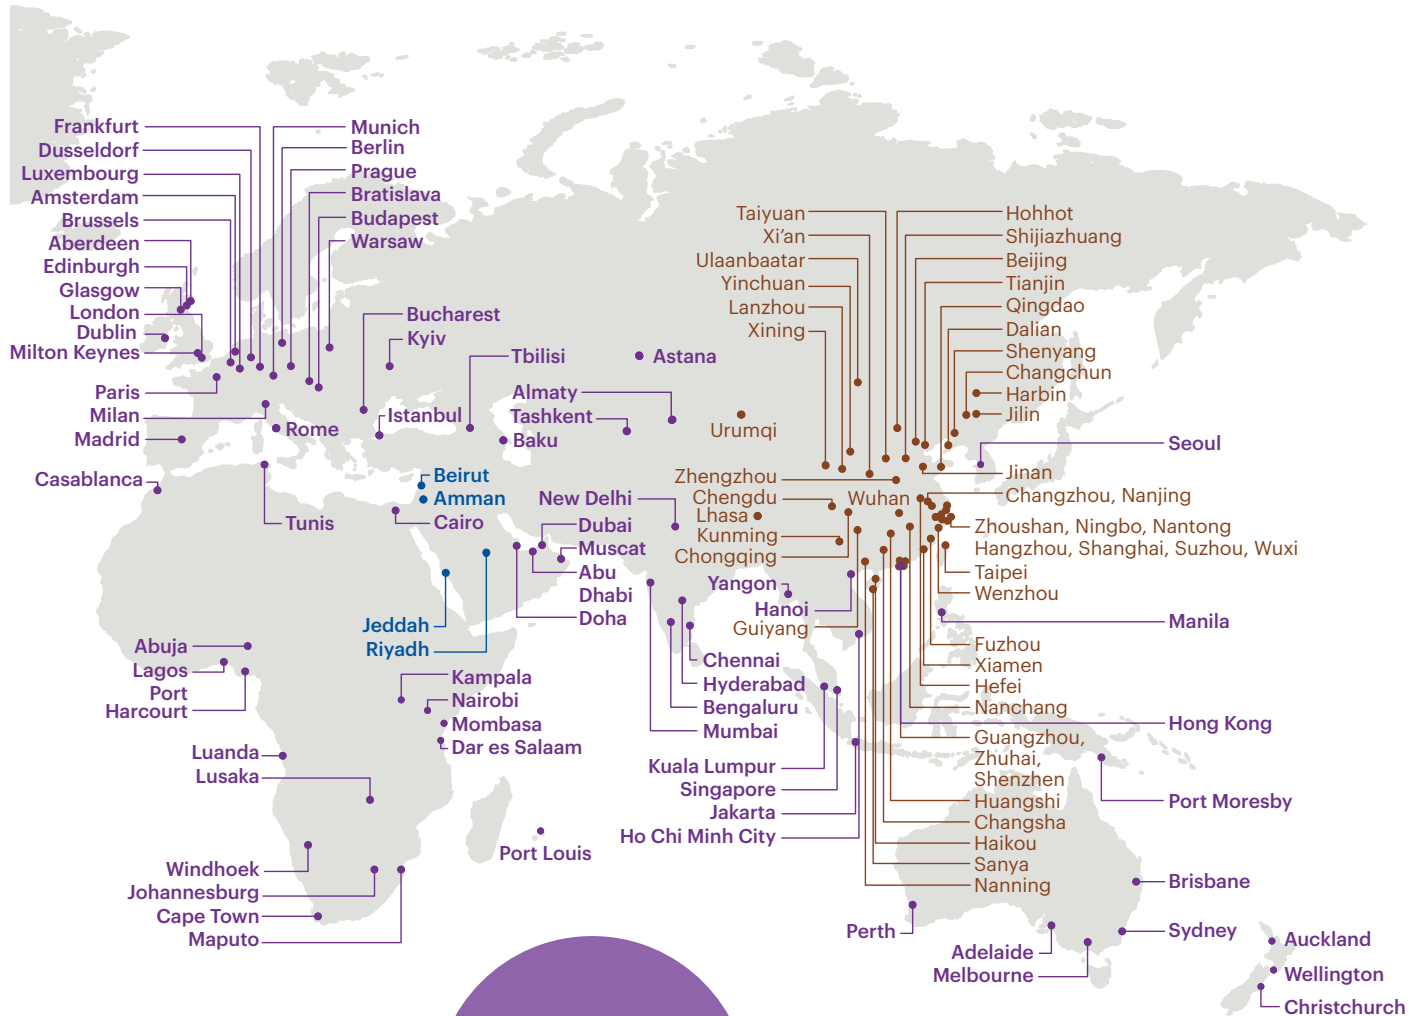 Frankfurt
Dusseldorf
Luxembourg
Amsterdam
Brussels
Aberdeen
Edinburgh
Glasgow
London
Dublin
Milton Keynes
Paris
Milan
Madrid
Casablanca
Munich
Berlin
Prague
Bratislava
Budapest
Warsaw
Bucharest
Kyiv
Tbilisi
Astana
Almaty
Tashkent
Istanbul
Baku
Rome
Beirut
Amman
Cairo
Tunis
New Delhi
Dubai
Muscat
Abu
Dhabi
Doha
Jeddah
Riyadh
Abuja
Lagos
Port
Harcourt
Kampala
Nairobi
Mombasa
Dar es Salaam
Luanda
Lusaka
Windhoek
Johannesburg
Cape Town
Maputo
Port Louis
Taiyuan
Xi’an
Ulaanbaatar
Yinchuan
Lanzhou
Xining
Urumqi
Zhengzhou
Chengdu
Wuhan
Lhasa
Kunming
Chongqing
Yangon
Hanoi
Guiyang
Chennai
Hyderabad
Bengaluru
Mumbai
Kuala Lumpur
Singapore
Jakarta
Ho Chi Minh City
Hohhot
Shijiazhuang
Beijing
Tianjin
Qingdao
Dalian
Shenyang
Changchun
Harbin
Jilin
Seoul
Jinan
Changzhou, Nanjing
Zhoushan, Ningbo, Nantong
Hangzhou, Shanghai, Suzhou, Wuxi
Taipei
Wenzhou
Manila
Fuzhou
Xiamen
Hefei
Nanchang
Hong Kong
Guangzhou,
Zhuhai,
Shenzhen
Huangshi
Changsha
Haikou
Sanya
Nanning
Port Moresby
Brisbane
Perth
Sydney
Adelaide
Melbourne
Auckland
Wellington
Christchurch